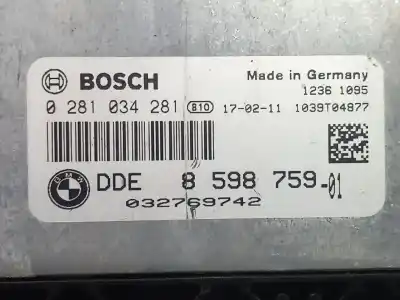 BOSCH
Made in Germany
1236 1095
0 281 034 281 B10 17-02-11 1039T04877
BMW
DDE 8 598 759-01
032769742